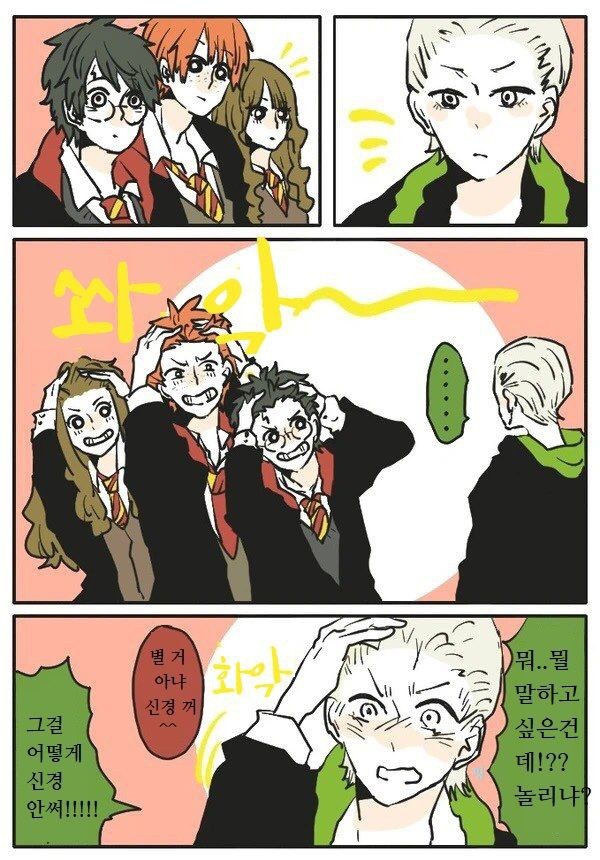 쏴-악~
......
뭐..뭘
말하고
싶은건
데!??
놀리냐?
화악
별 거
아냐
신경 꺼
^^
그걸
어떻게
신경
안써!!!!!